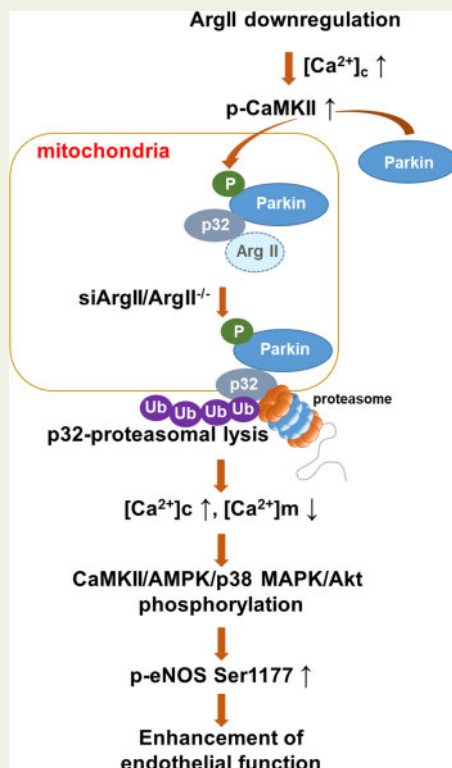 ArgII downregulation
[Ca²⁺]c ↑
p-CaMKII ↑
mitochondria
Parkin
P
Parkin
p32
Arg II
siArgII/ArgII⁻/⁻
P
Parkin
p32
proteasome
Ub Ub Ub Ub
p32-proteasomal lysis
[Ca²⁺]c ↑, [Ca²⁺]m ↓
CaMKII/AMPK/p38 MAPK/Akt
phosphorylation
p-eNOS Ser1177 ↑
Enhancement of
endothelial function